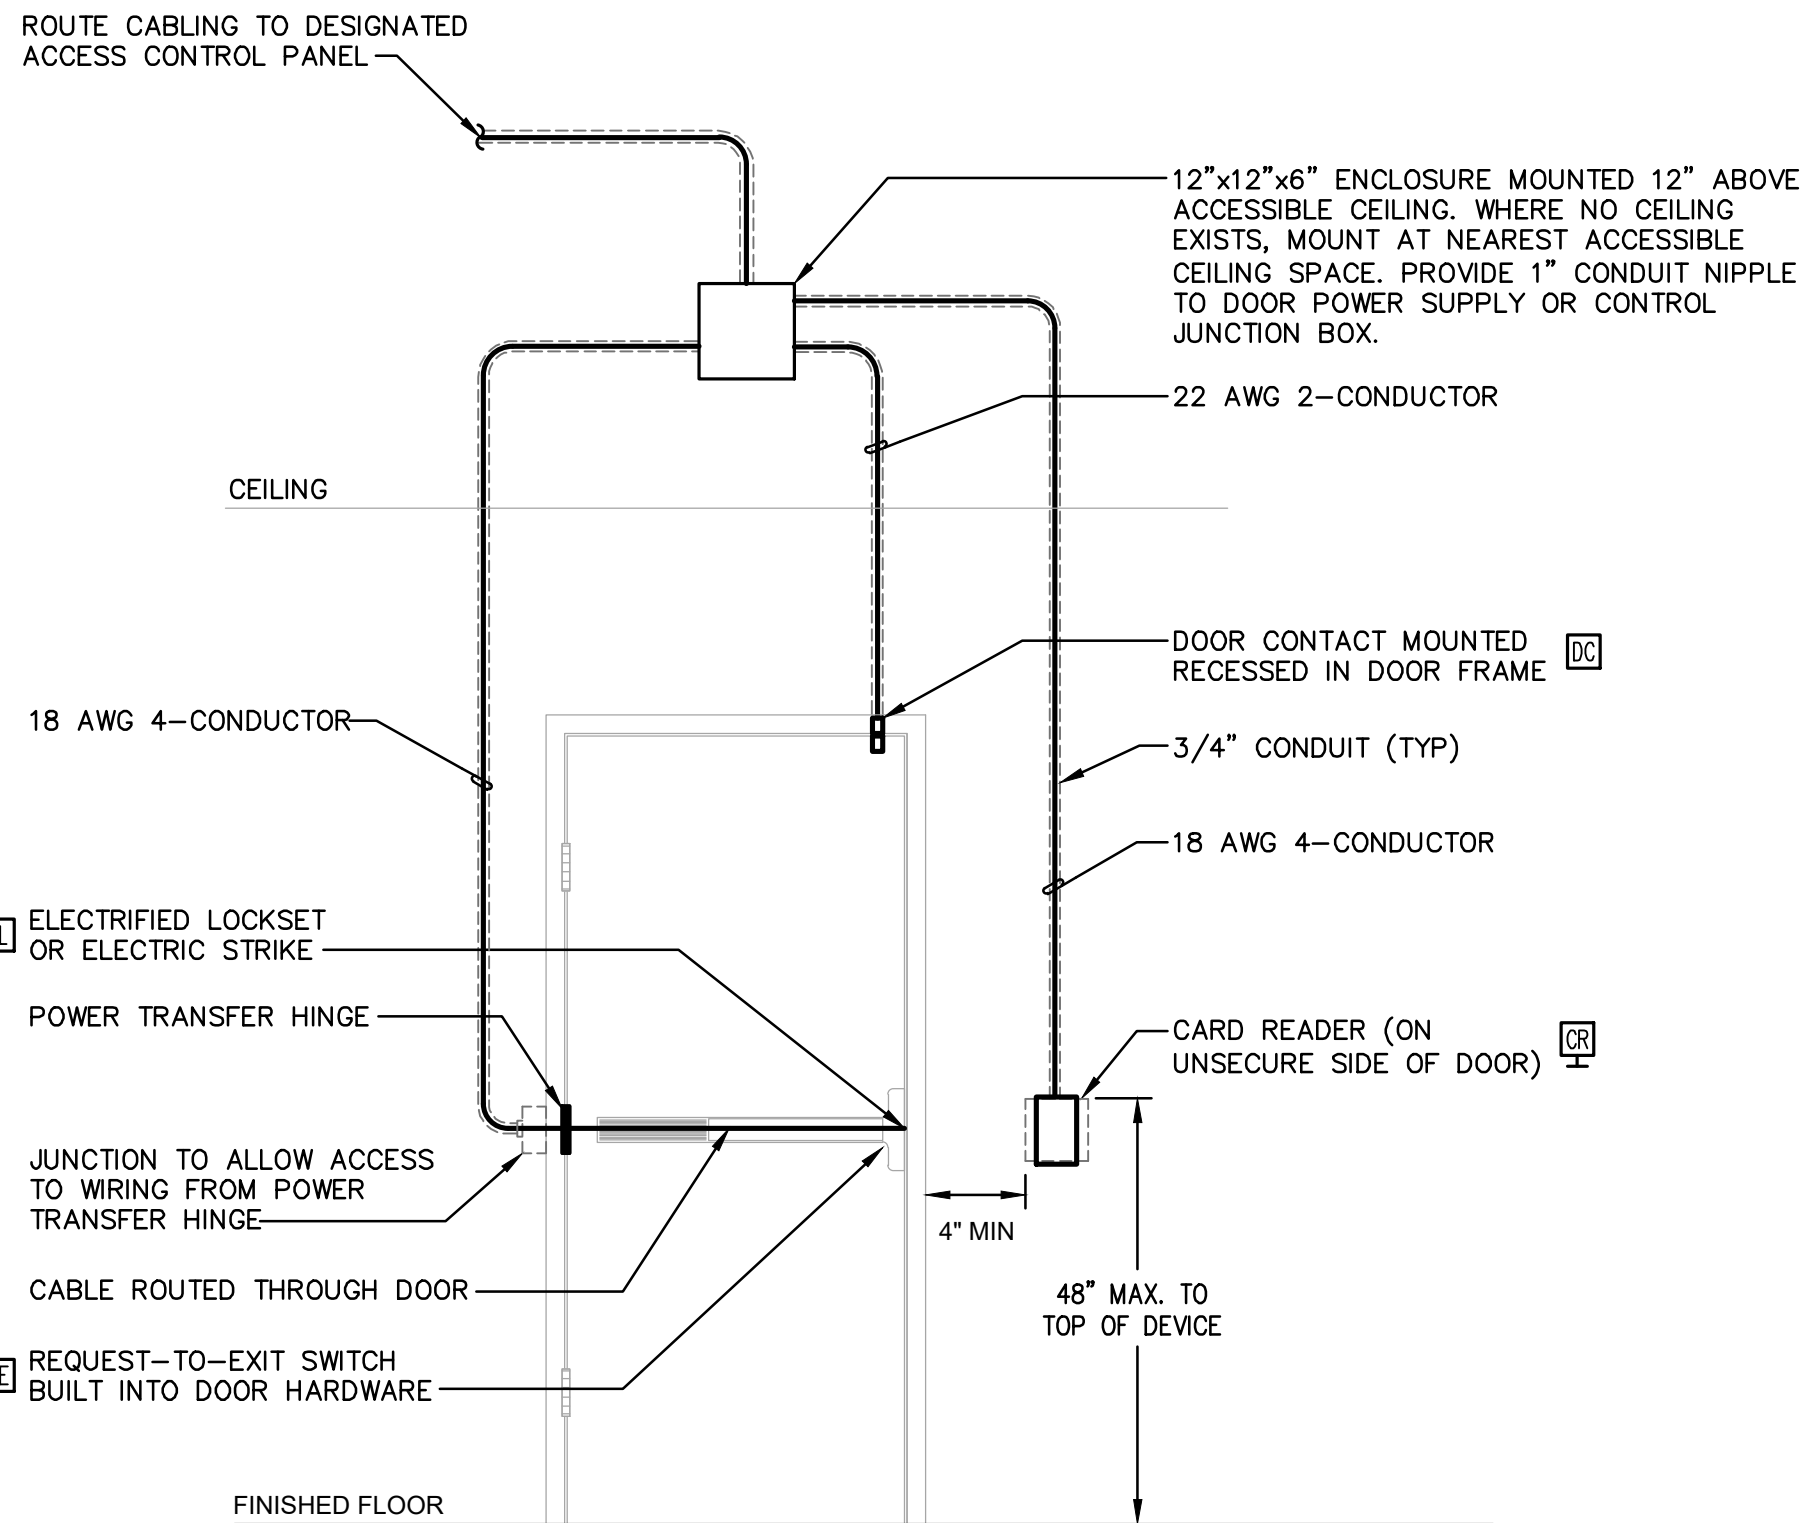 ROUTE CABLING TO DESIGNATED
ACCESS CONTROL PANEL
12”x12”x6” ENCLOSURE MOUNTED 12” ABOVE
ACCESSIBLE CEILING. WHERE NO CEILING
EXISTS, MOUNT AT NEAREST ACCESSIBLE
CEILING SPACE. PROVIDE 1” CONDUIT NIPPLE
TO DOOR POWER SUPPLY OR CONTROL
JUNCTION BOX.
22 AWG 2-CONDUCTOR
CEILING
DOOR CONTACT MOUNTED
RECESSED IN DOOR FRAME
DC
18 AWG 4-CONDUCTOR
3/4” CONDUIT (TYP)
18 AWG 4-CONDUCTOR
ELECTRIFIED LOCKSET
OR ELECTRIC STRIKE
POWER TRANSFER HINGE
CARD READER (ON
UNSECURE SIDE OF DOOR)
CR
JUNCTION TO ALLOW ACCESS
TO WIRING FROM POWER
TRANSFER HINGE
4" MIN
CABLE ROUTED THROUGH DOOR
48” MAX. TO
TOP OF DEVICE
REQUEST-TO-EXIT SWITCH
BUILT INTO DOOR HARDWARE
FINISHED FLOOR